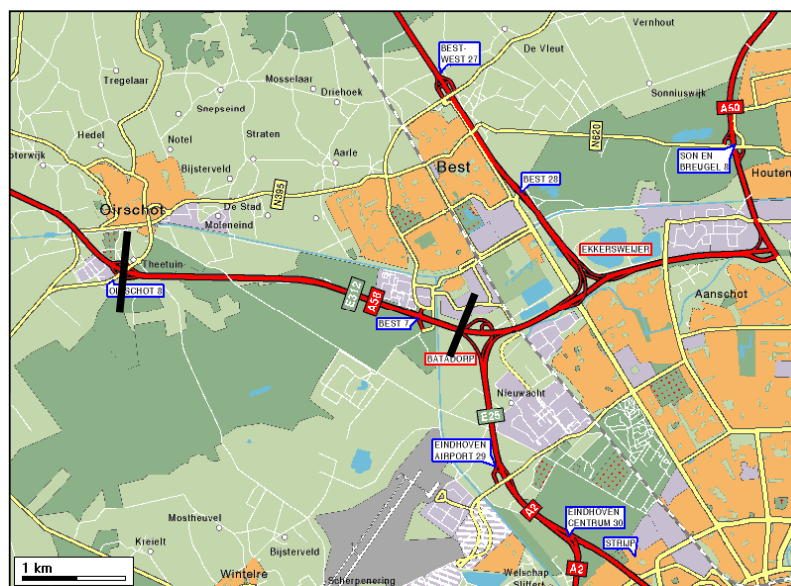 Vernhout
De Vleut
BEST-
WEST 27
Tregelaar
Mosselaar
Driehoek
Sonniuswijk
Snepseind
A50
Hedel
Notel
Straten
N620
SON EN
BREUGEL 8
Aarle
Bijsterveld
Best
Houten
BEST 28
N395
De Stad
Oirschot
Moleneind
EKKERSWEIJER
Theetuin
OIRSCHOT 8
E312
A58
Aanschot
BEST 7
BATADORP
Nieuwacht
E25
EINDHOVEN
AIRPORT 29
A2
EINDHOVEN
CENTRUM 30
Mostheuvel
Kreielt
Bijsterveld
STRIJP
1 km
Wintelre
Scherpenering
Welschap
A2